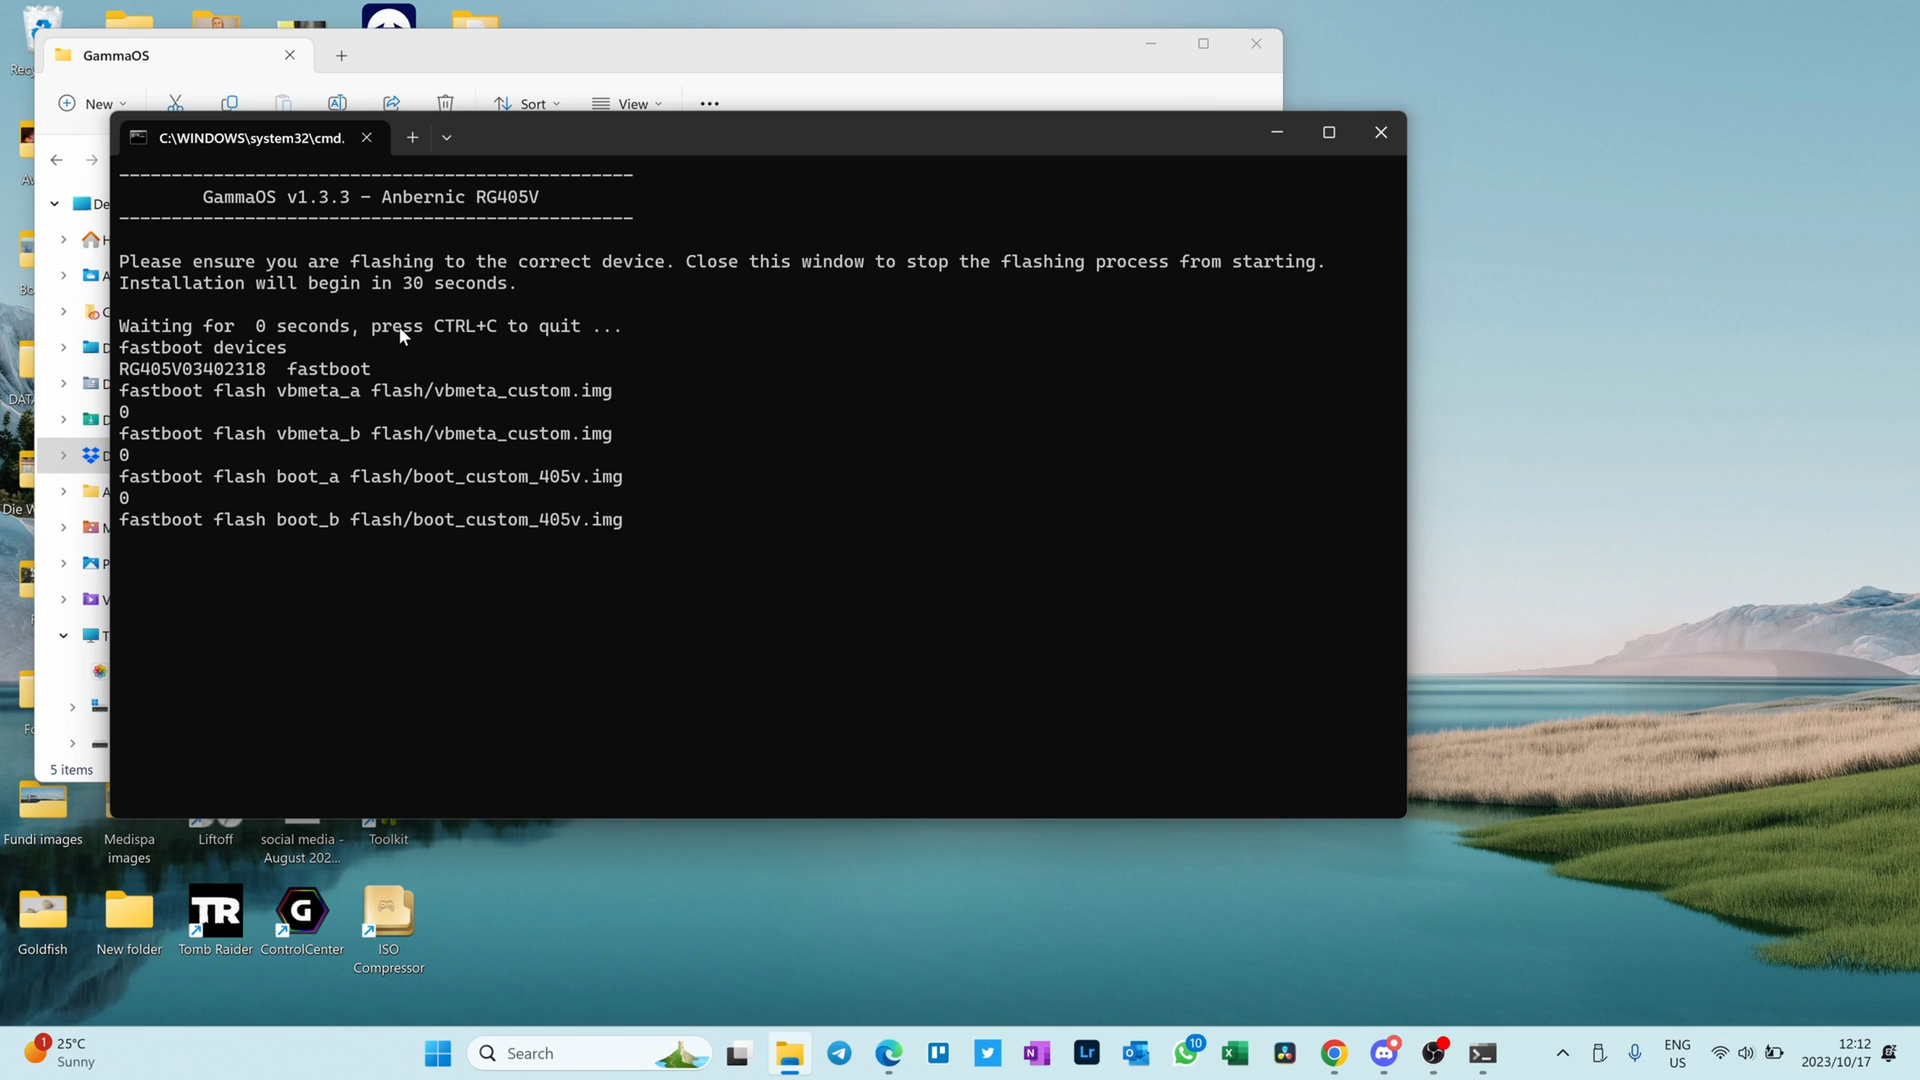 GammaOS
New
Sort
View
C:\WINDOWS\system32\cmd.
------------------------------------------------
GammaOS v1.3.3 - Anbernic RG405V
------------------------------------------------
Please ensure you are flashing to the correct device. Close this window to stop the flashing process from starting.
Installation will begin in 30 seconds.
Waiting for  0 seconds, press CTRL+C to quit ...
fastboot devices
RG405V03402318  fastboot
fastboot flash vbmeta_a flash/vbmeta_custom.img
0
fastboot flash vbmeta_b flash/vbmeta_custom.img
0
fastboot flash boot_a flash/boot_custom_405v.img
0
fastboot flash boot_b flash/boot_custom_405v.img
5 items
Fundi images
Medispa
images
Liftoff
social media -
August 202...
Toolkit
TR
G
Goldfish
New folder
Tomb Raider
ControlCenter
ISO
Compressor
1
25°C
Sunny
Search
Lr
10
ENG
US
12:12
2023/10/17